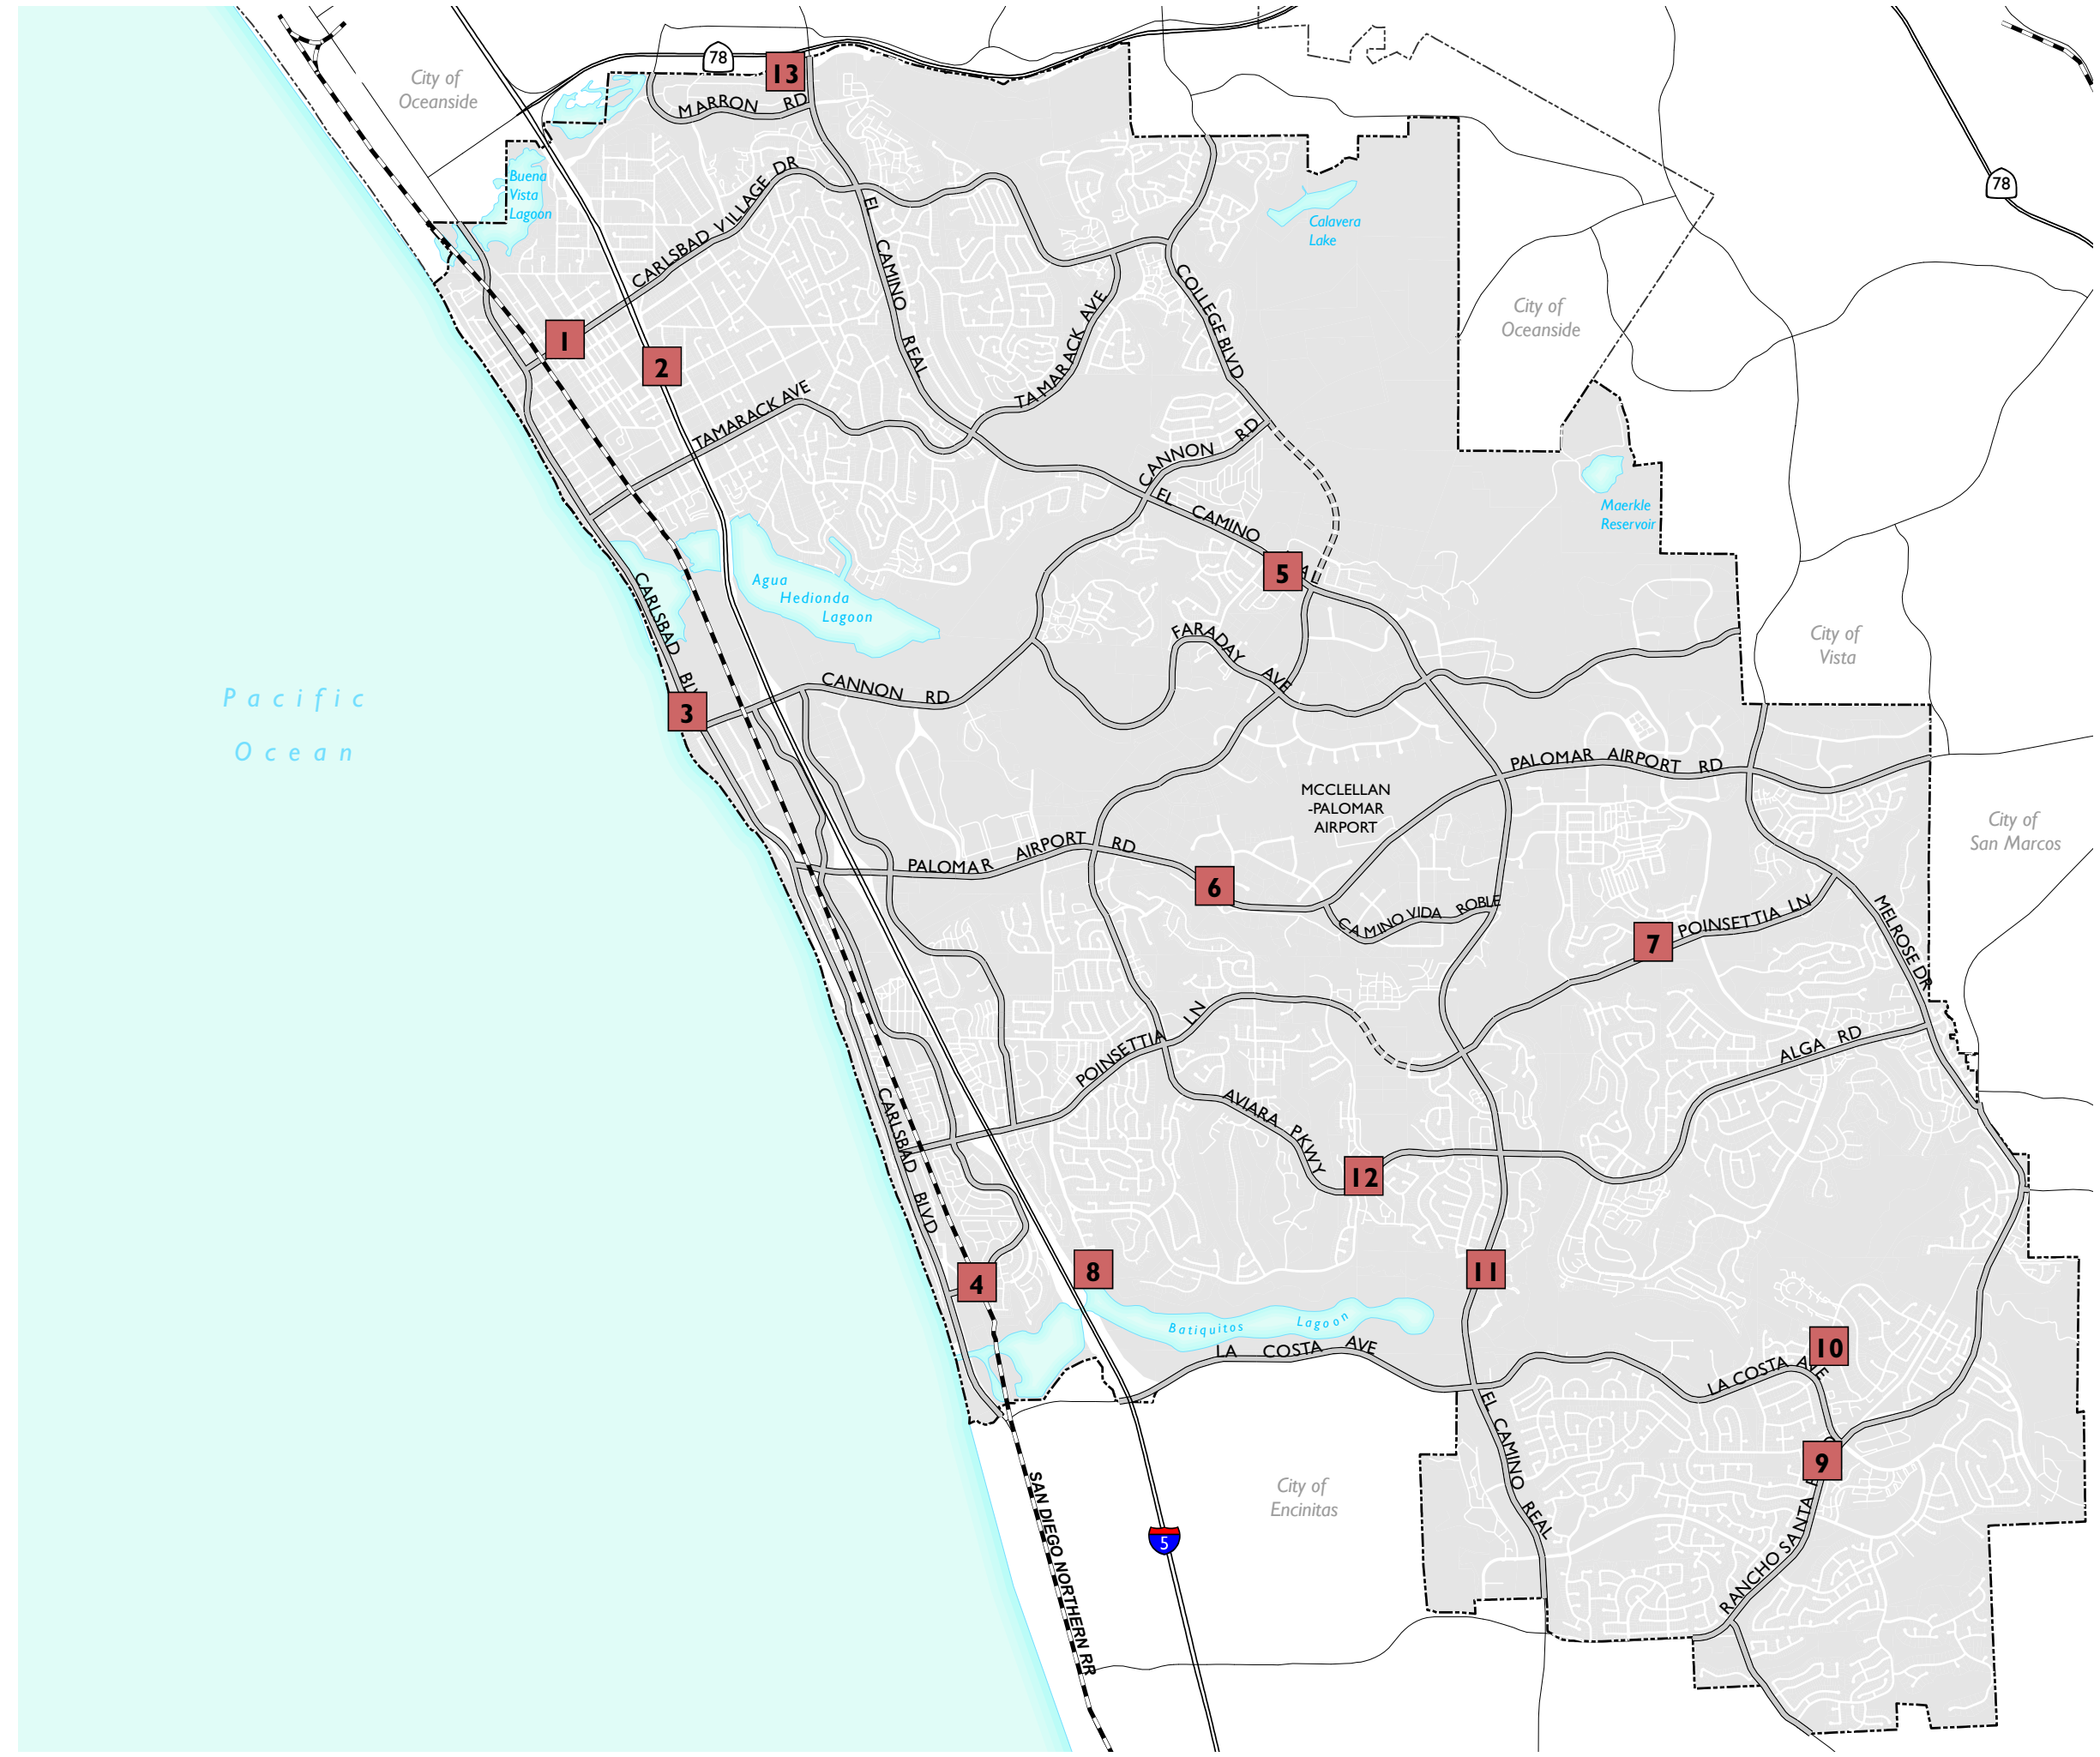 78
13
City of
Oceanside
MARRON RD
Buena
Vista
Lagoon
CARLSBAD VILLAGE DR
78
Calavera
Lake
EL CAMINO REAL
COLLEGE BLVD
TAMARACK AVE
City of
Oceanside
1
2
TAMARACK AVE
CANNON RD
EL CAMINO
Maerkle
Reservoir
5
AL
Agua
Hedionda
Lagoon
CARLSBAD
FARADAY AVE
City of
Vista
CANNON RD
3
Pacific
Ocean
PALOMAR AIRPORT RD
MCCLELLAN
-PALOMAR
AIRPORT
City of
San Marcos
PALOMAR AIRPORT RD
6
CAMINO VIDA ROBLE
7
POINSETTIA LN
MELROSE DR
POINSETTIA LN
ALGA RD
CARLSBAD BLVD
AVIARA PKWY
12
8
11
4
Batiquitos Lagoon
LA COSTA AVE
10
LA COSTA AVE
EL CAMINO REAL
9
RANCHO SANTA
City of
Encinitas
SAN DIEGO NORTHERN RR
5